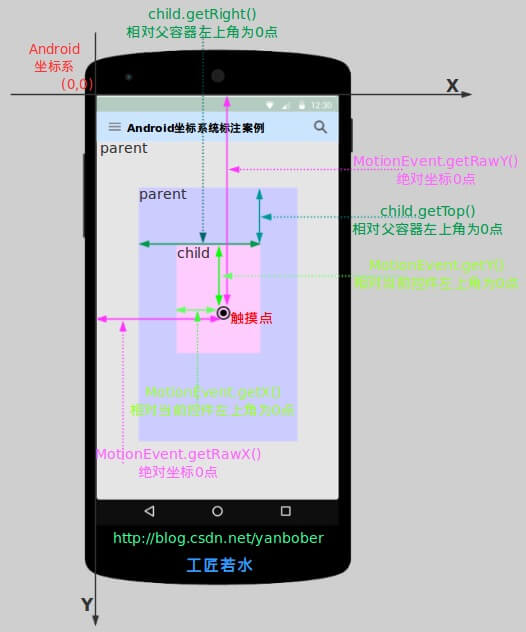 child.getRight()
相对父容器左上角为0点
Android
坐标系
(0,0)
X
12:30
Android坐标系统标注案例
parent
MotionEvent.getRawY()
绝对坐标0点
parent
child.getTop()
相对父容器左上角为0点
child
MotionEvent.getY()
相对当前控件左上角为0点
触摸点
MotionEvent.getX()
相对当前控件左上角为0点
MotionEvent.getRawX()
绝对坐标0点
http://blog.csdn.net/yanbober
工匠若水
Y